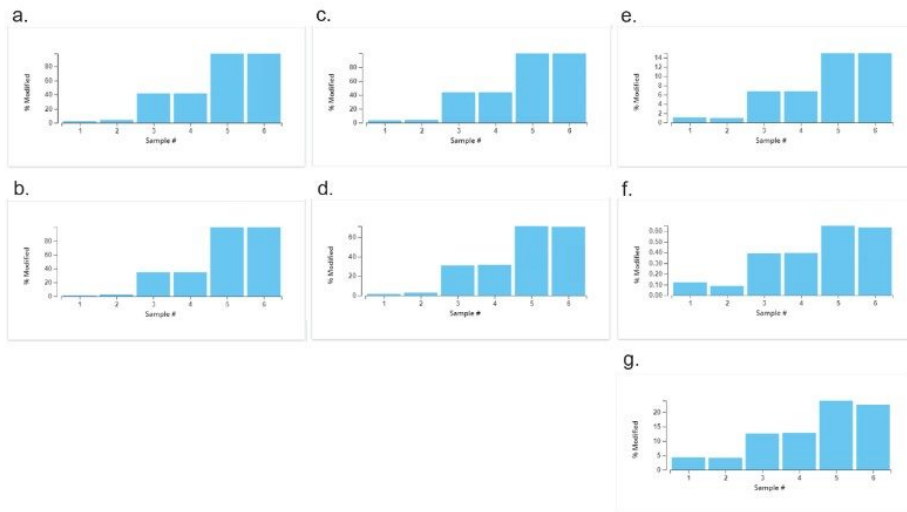 a.
80
60
40
20
0
% Modified
1 2 3 4 5 6
Sample #
c.
80
60
40
20
0
% Modified
1 2 3 4 5 6
Sample #
e.
14
12
10
8
6
4
2
0
% Modified
1 2 3 4 5 6
Sample #
b.
80
60
40
20
0
% Modified
1 2 3 4 5 6
Sample #
d.
60
40
20
0
% Modified
1 2 3 4 5 6
Sample #
f.
0.60
0.50
0.40
0.30
0.20
0.10
0.00
% Modified
1 2 3 4 5 6
Sample #
g.
20
15
10
5
0
% Modified
1 2 3 4 5 6
Sample #